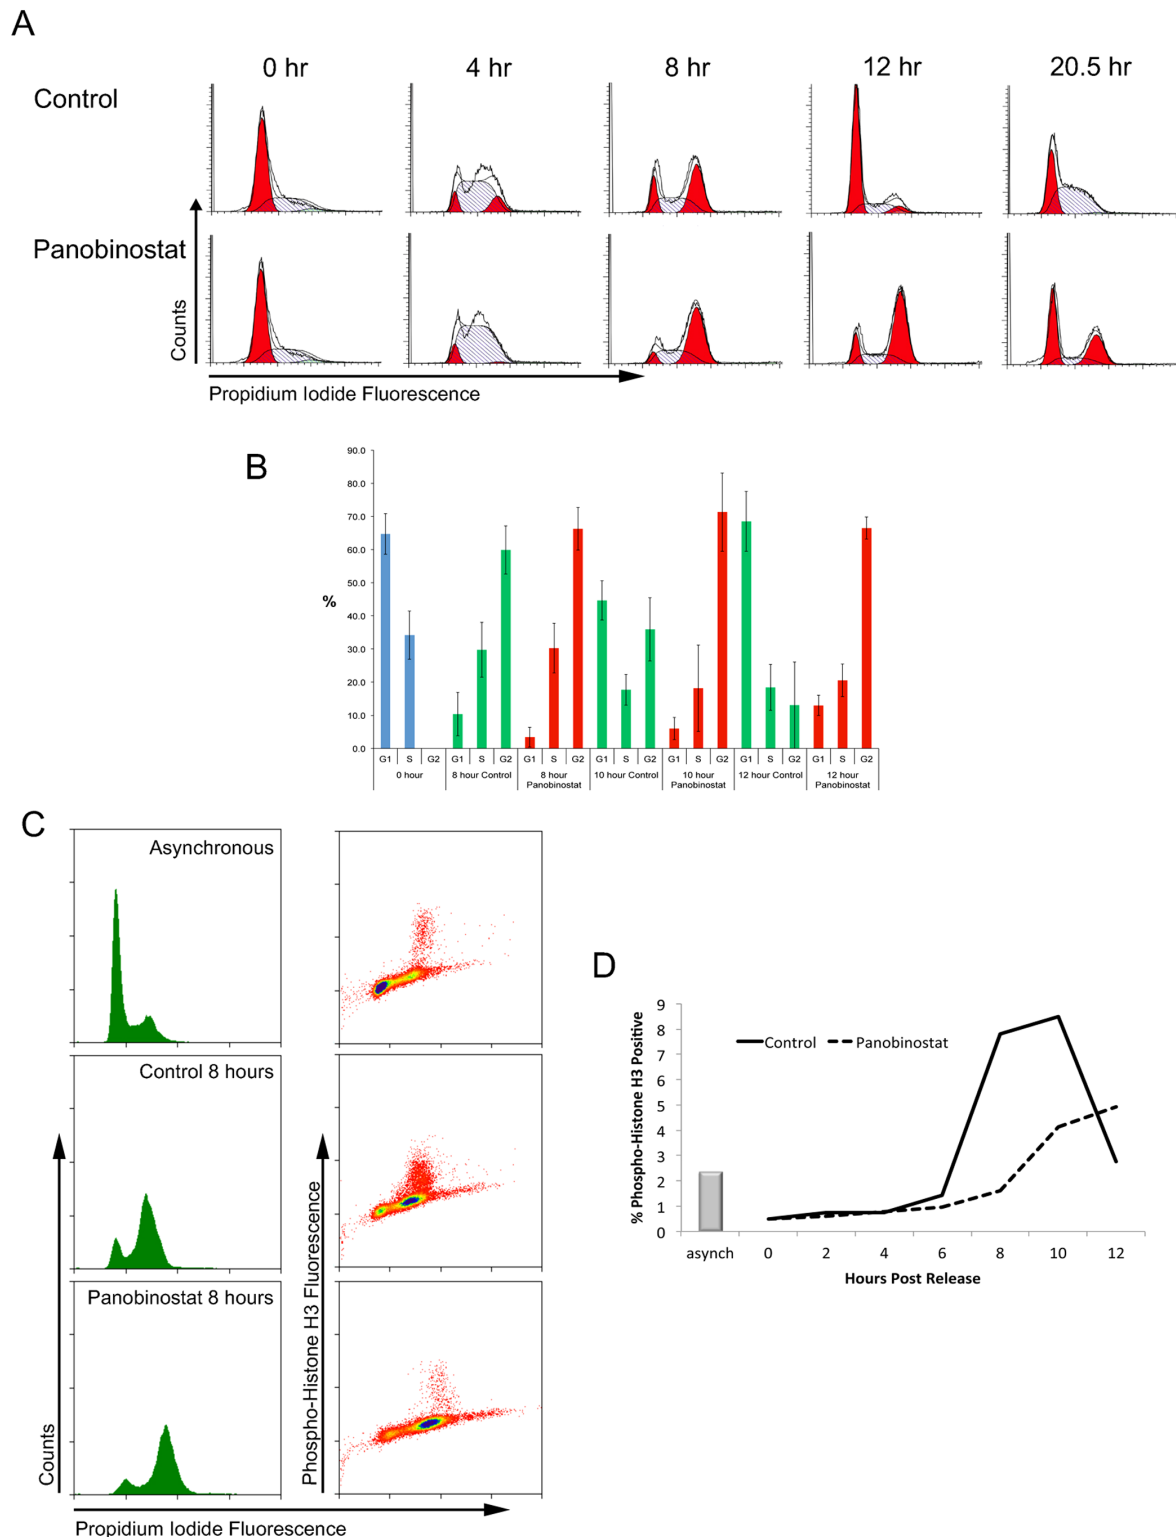 A
0 hr 4 hr 8 hr 12 hr 20.5 hr
Control
Panobinostat
Counts
Propidium Iodide Fluorescence
B
90.0
80.0
70.0
60.0
50.0
40.0
30.0
20.0
10.0
0.0
%
G1 S G2 G1 S G2 G1 S G2 G1 S G2 G1 S G2 G1 S G2 G1 S G2
0 hour 8 hour Control 8 hour Panobinostat 10 hour Control 10 hour Panobinostat 12 hour Control 12 hour Panobinostat
C
Asynchronous
Control 8 hours
Panobinostat 8 hours
Counts
Phospho-Histone H3 Fluorescence
Propidium Iodide Fluorescence
D
% Phospho-Histone H3 Positive
9
8
7
6
5
4
3
2
1
0
Control Panobinostat
asynch 0 2 4 6 8 10 12
Hours Post Release